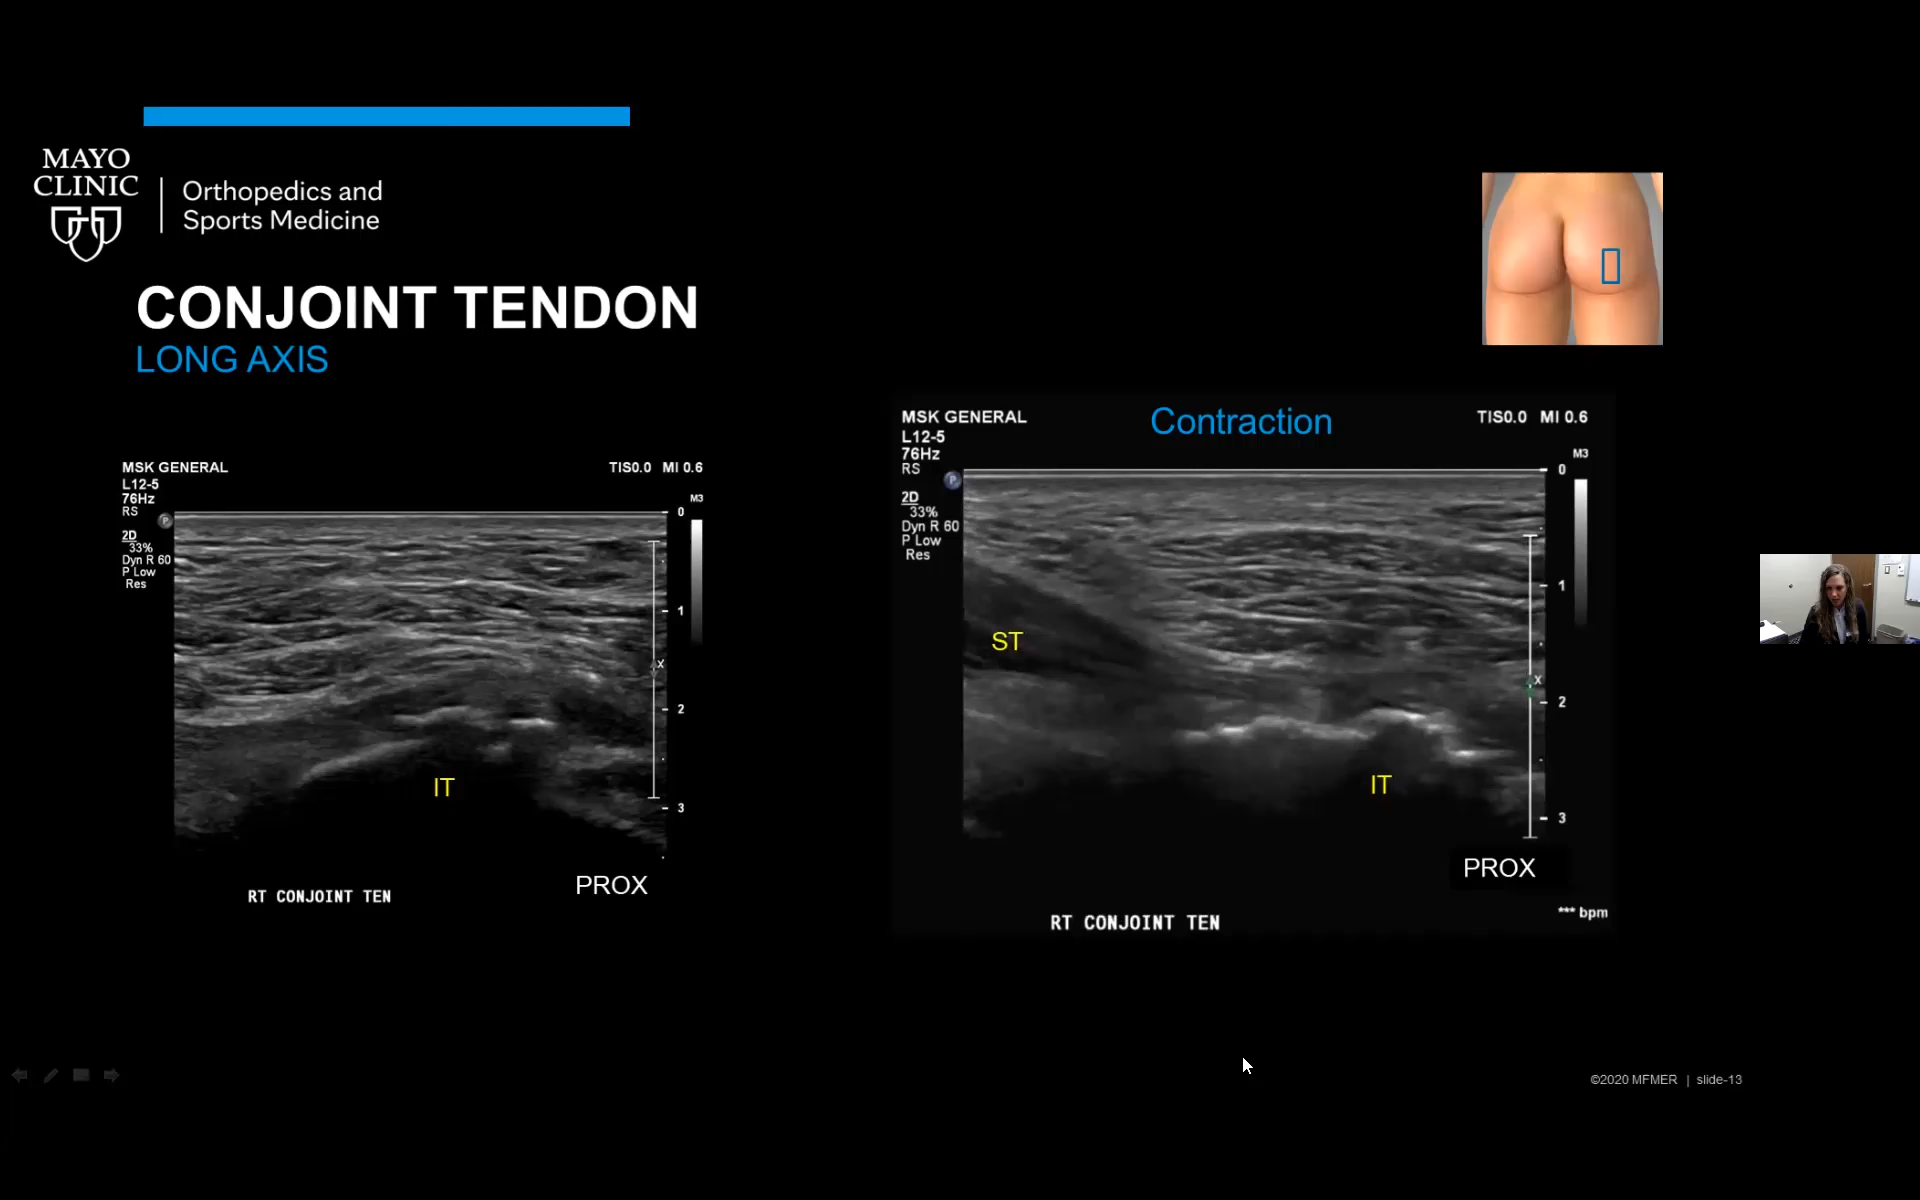 MAYO
CLINIC
Orthopedics and
Sports Medicine
CONJOINT TENDON
LONG AXIS
MSK GENERAL
TIS0.0 MI 0.6
L12-5
76Hz
RS
2D
33%
Dyn R 60
P Low
Res
P
M3
0
1
x
2
3
IT
PROX
RT CONJOINT TEN
MSK GENERAL
Contraction
TIS0.0 MI 0.6
L12-5
76Hz
RS
2D
33%
Dyn R 60
P Low
Res
P
M3
0
1
ST
x
2
IT
3
PROX
*** bpm
RT CONJOINT TEN
©2020 MFMER | slide-13